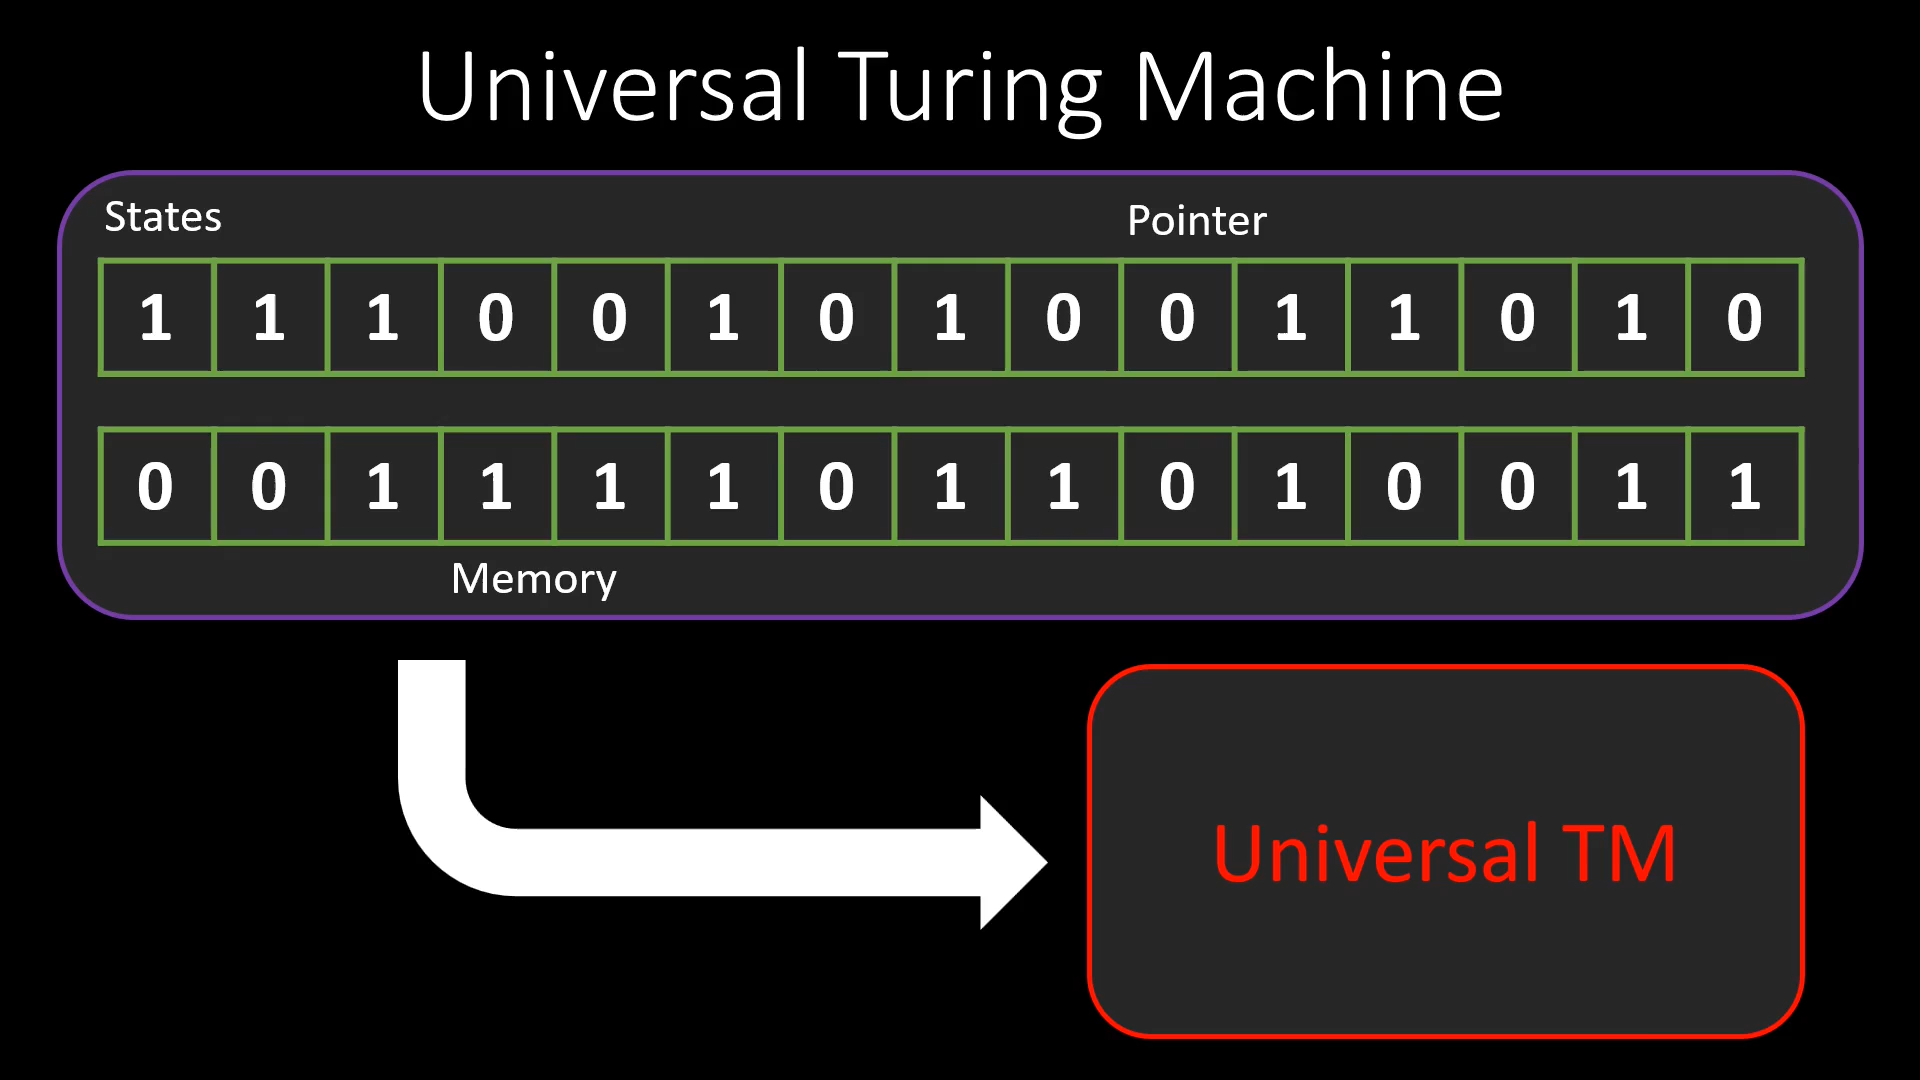 Universal Turing Machine
States Pointer
1 1 1 0 0 1 0 1 0 0 1 1 0 1 0
0 0 1 1 1 1 0 1 1 0 1 0 0 1 1
Memory
Universal TM